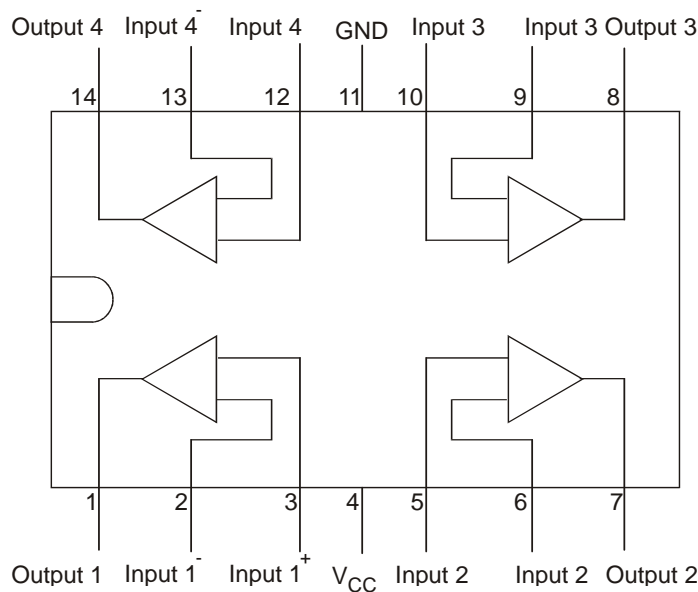 Output 4 Input 4⁻ Input 4 GND Input 3 Input 3 Output 3
14 13 12 11 10 9 8
1 2 3 4 5 6 7
Output 1 Input 1⁻ Input 1⁺ V_CC Input 2 Input 2 Output 2